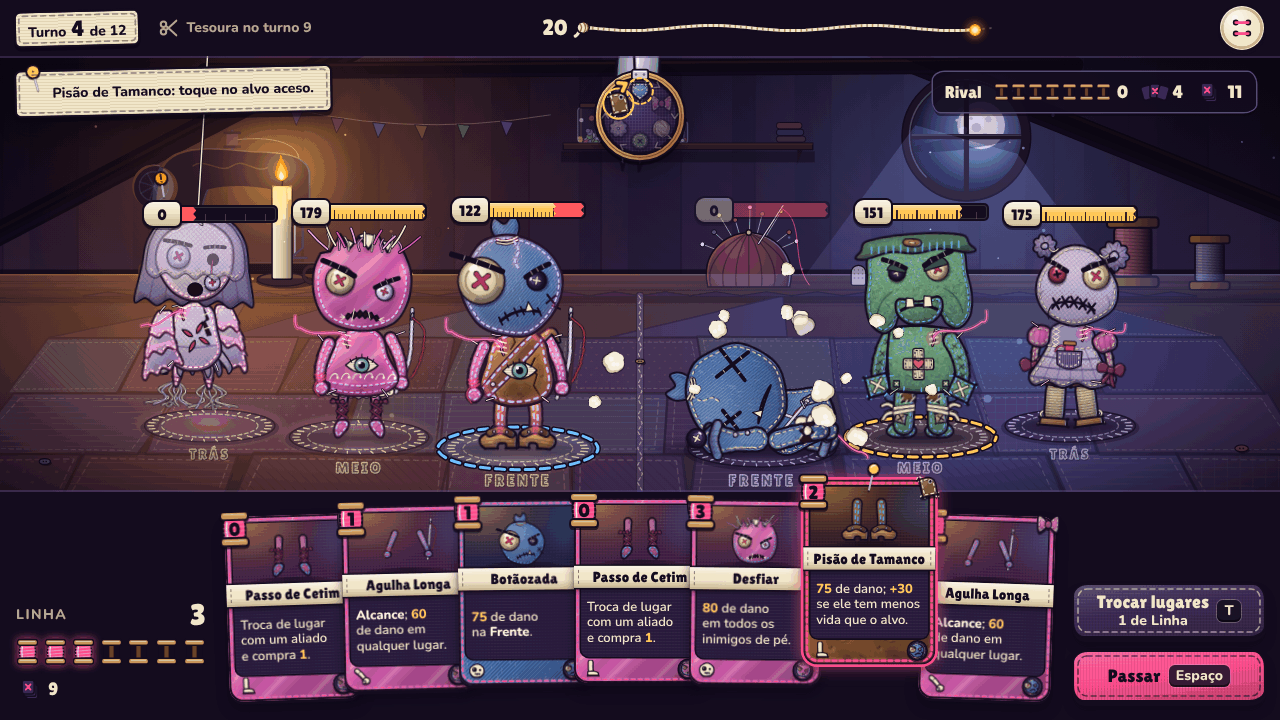 Turno 4 de 12
Tesoura no turno 9
20
Pisão de Tamanco: toque no alvo aceso.
Rival 0 4 11
0
179
122
0
151
175
TRÁS
MEIO
FRENTE
FRENTE
MEIO
TRÁS
LINHA 3
9
0
Passo de Cetim
Troca de lugar
com um aliado
e compra 1.
1
Agulha Longa
Alcance; 60
de dano em
qualquer lugar.
1
Botãozada
75 de dano
na Frente.
0
Passo de Cetim
Troca de lugar
com um aliado
e compra 1.
3
Desfiar
80 de dano
em todos os
inimigos de pé.
2
Pisão de Tamanco
75 de dano; +30
se ele tem menos
vida que o alvo.
Agulha Longa
Alcance; 60
de dano em
qualquer lugar.
Trocar lugares
1 de Linha
T
Passar Espaço